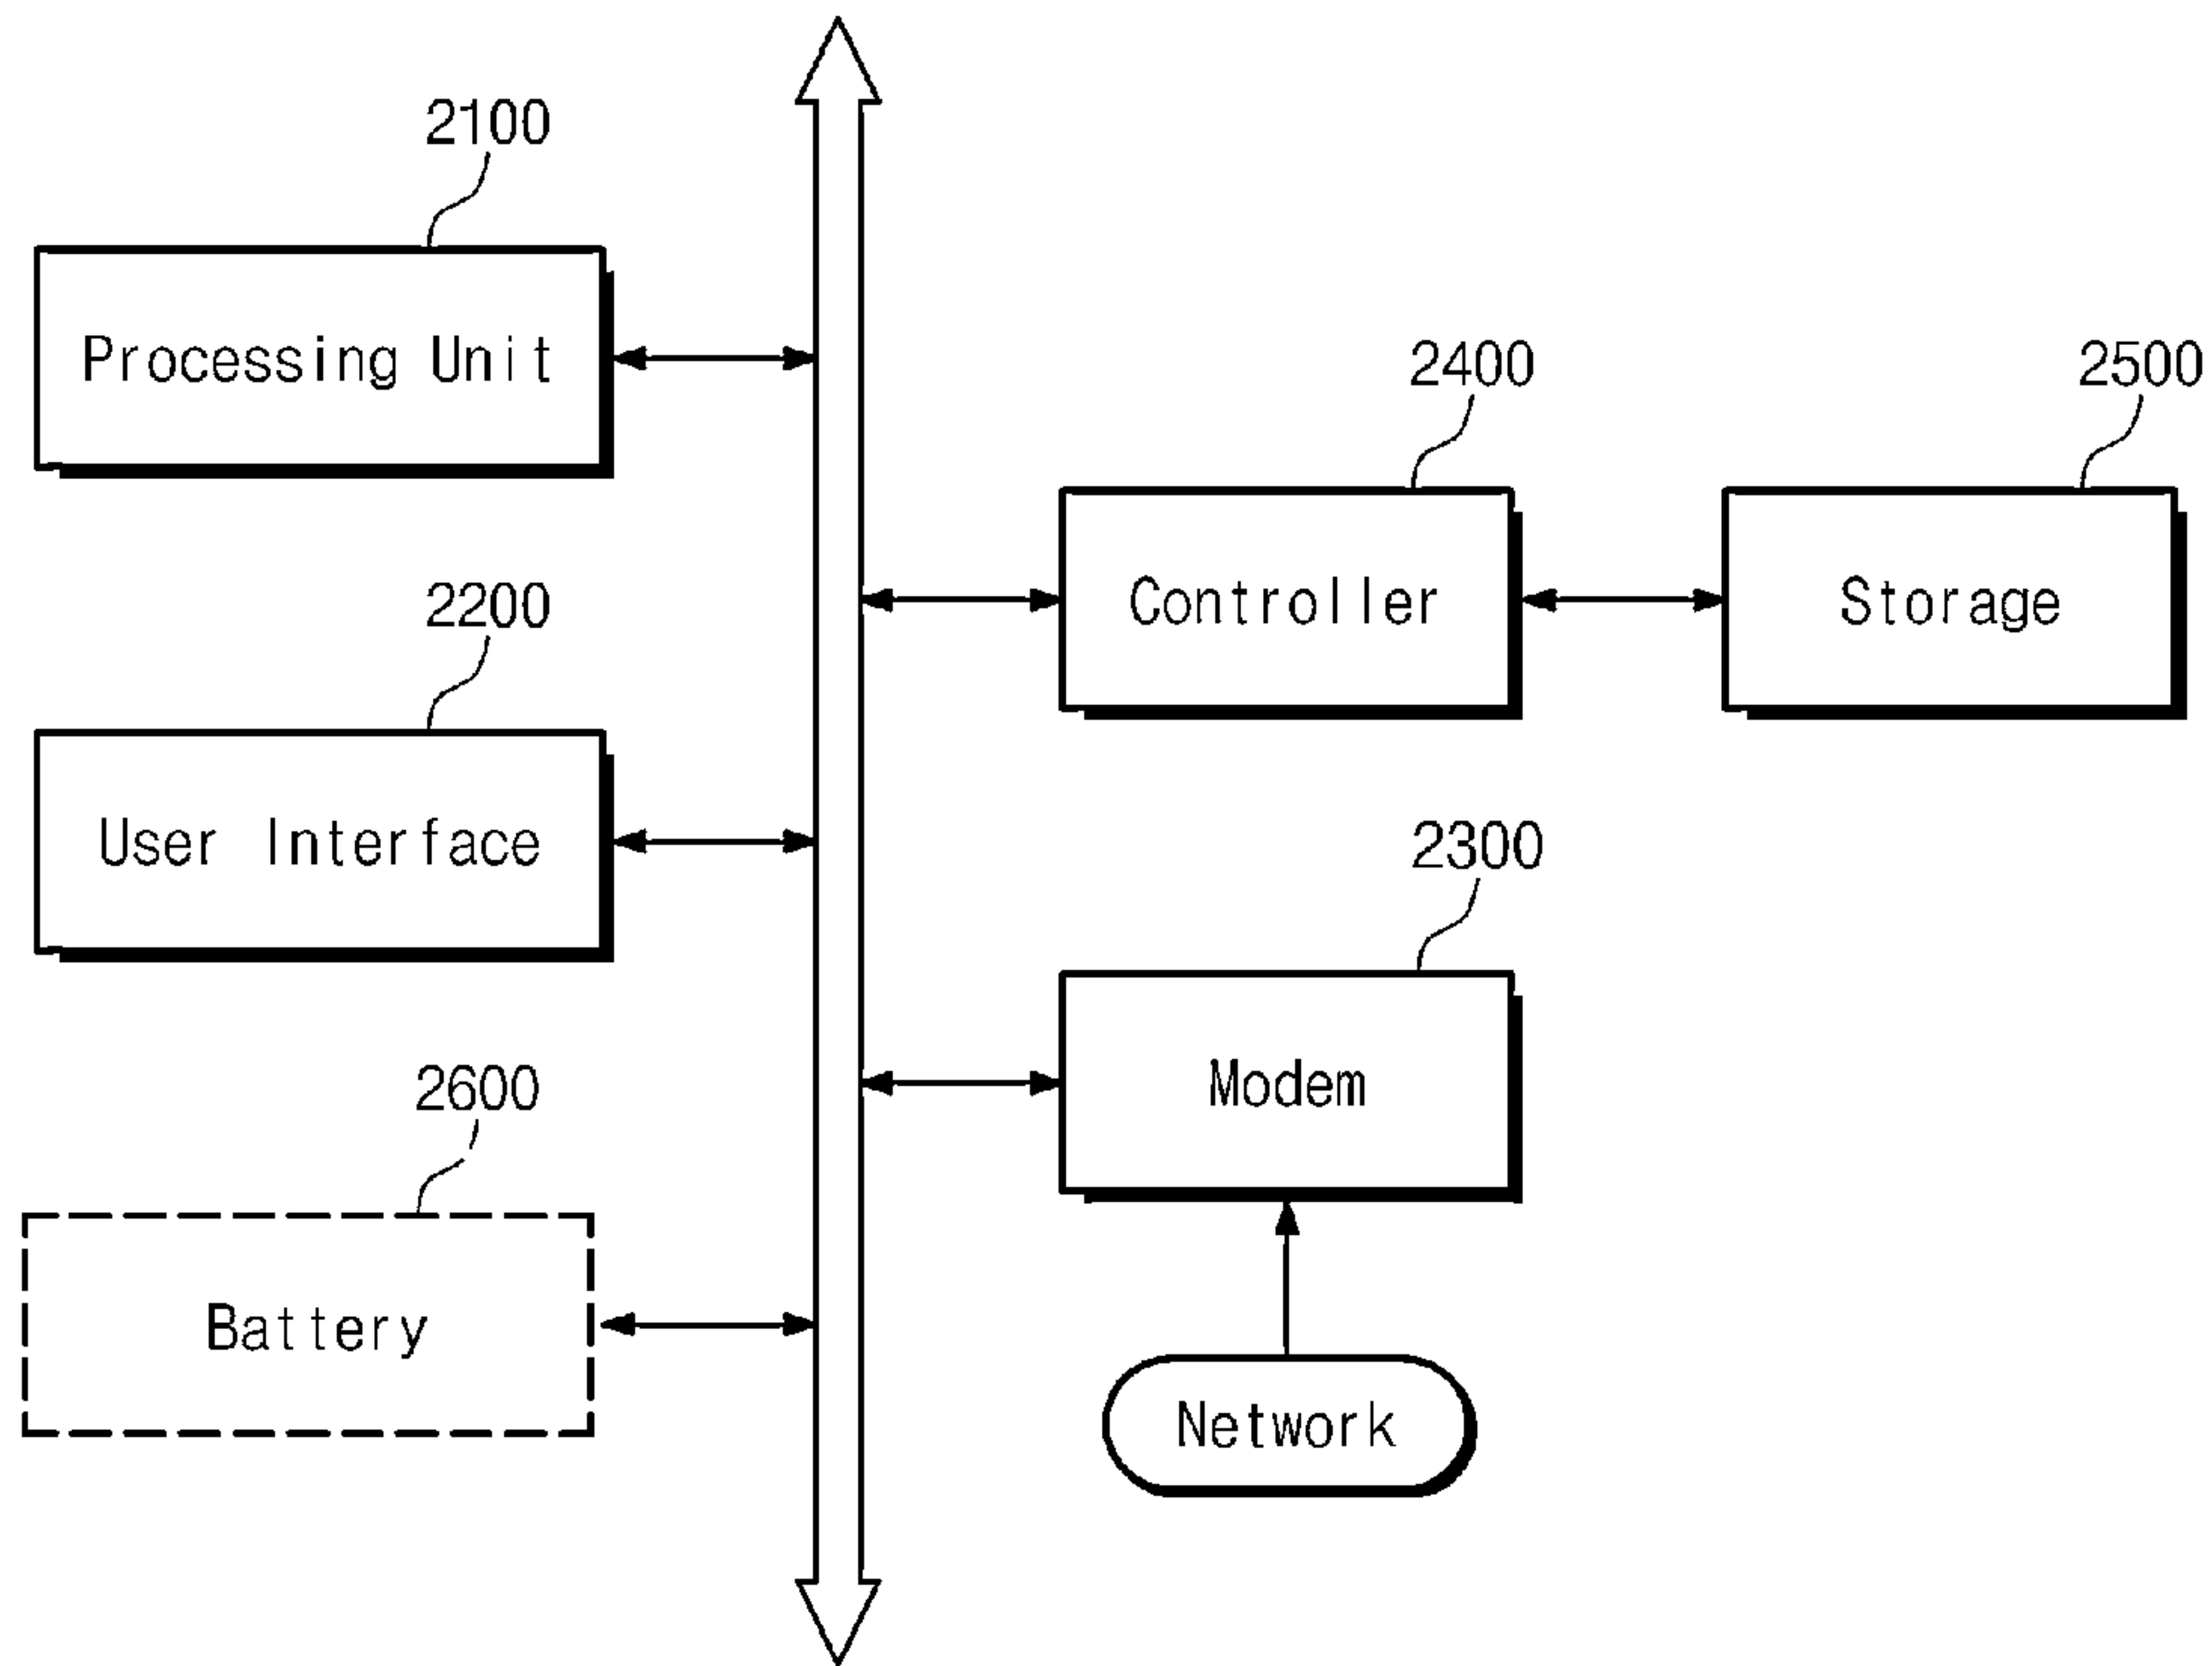 2100
Processing Unit
2400
2500
Controller
Storage
2200
User Interface
2300
Modem
2600
Battery
Network